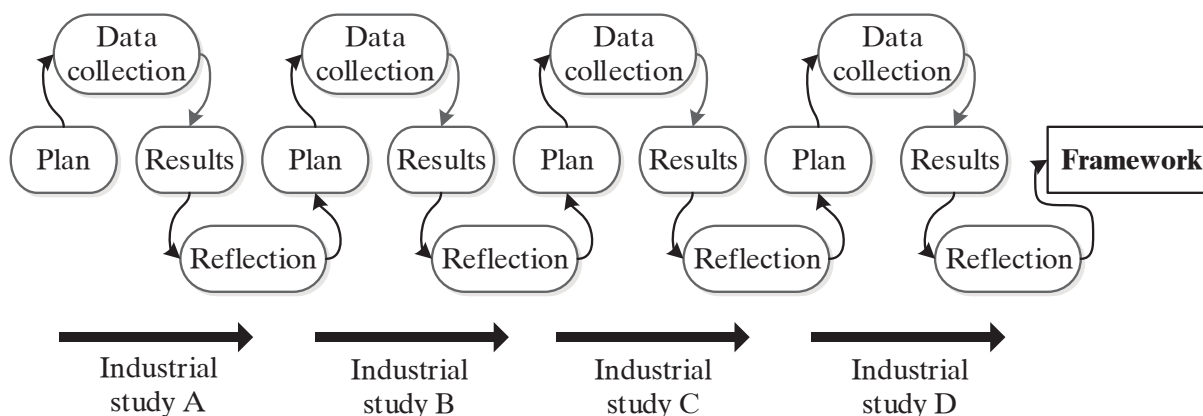 Data
collection
Data
collection
Data
collection
Data
collection
Plan
Results
Plan
Results
Plan
Results
Plan
Results
Framework
Reflection
Reflection
Reflection
Reflection
Industrial
study A
Industrial
study B
Industrial
study C
Industrial
study D